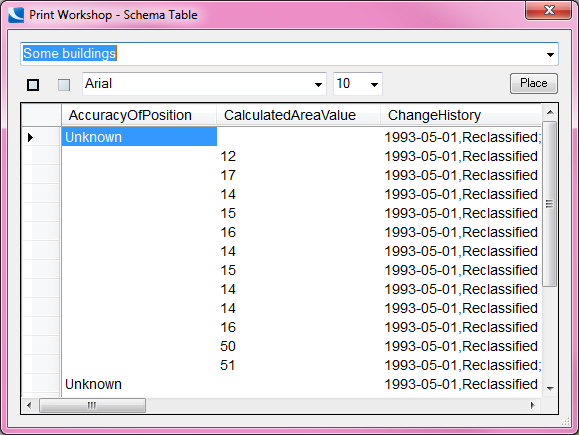 Print Workshop - Schema Table
Some buildings
Arial 10 Place
AccuracyOfPosition CalculatedAreaValue ChangeHistory
Unknown 1993-05-01,Reclassified;
12 1993-05-01,Reclassified
17 1993-05-01,Reclassified
14 1993-05-01,Reclassified
15 1993-05-01,Reclassified
16 1993-05-01,Reclassified
14 1993-05-01,Reclassified
15 1993-05-01,Reclassified
14 1993-05-01,Reclassified
14 1993-05-01,Reclassified
16 1993-05-01,Reclassified
50 1993-05-01,Reclassified;
51 1993-05-01,Reclassified;
Unknown 1993-05-01,Reclassified